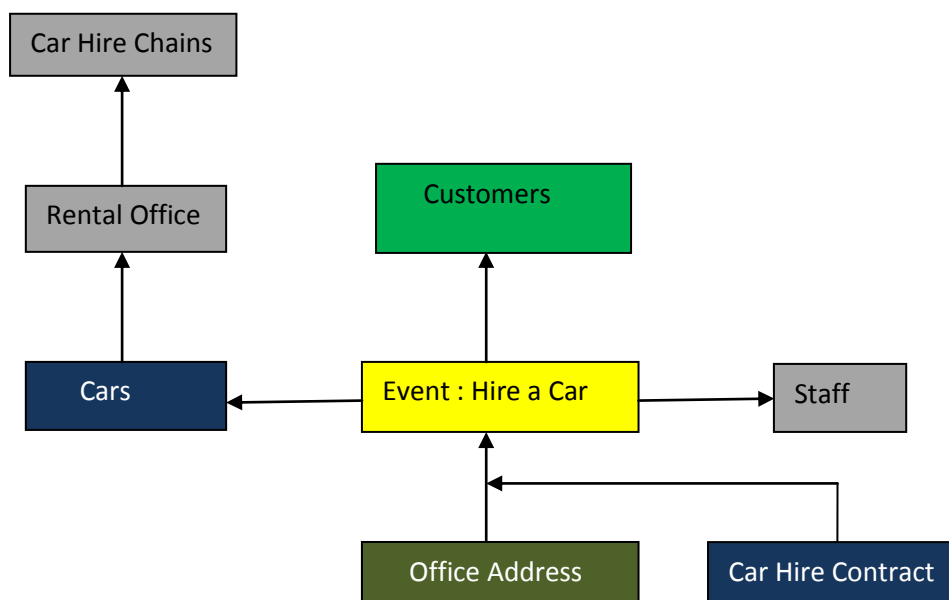 Car Hire Chains
Rental Office
Customers
Cars
Event : Hire a Car
Staff
Office Address
Car Hire Contract